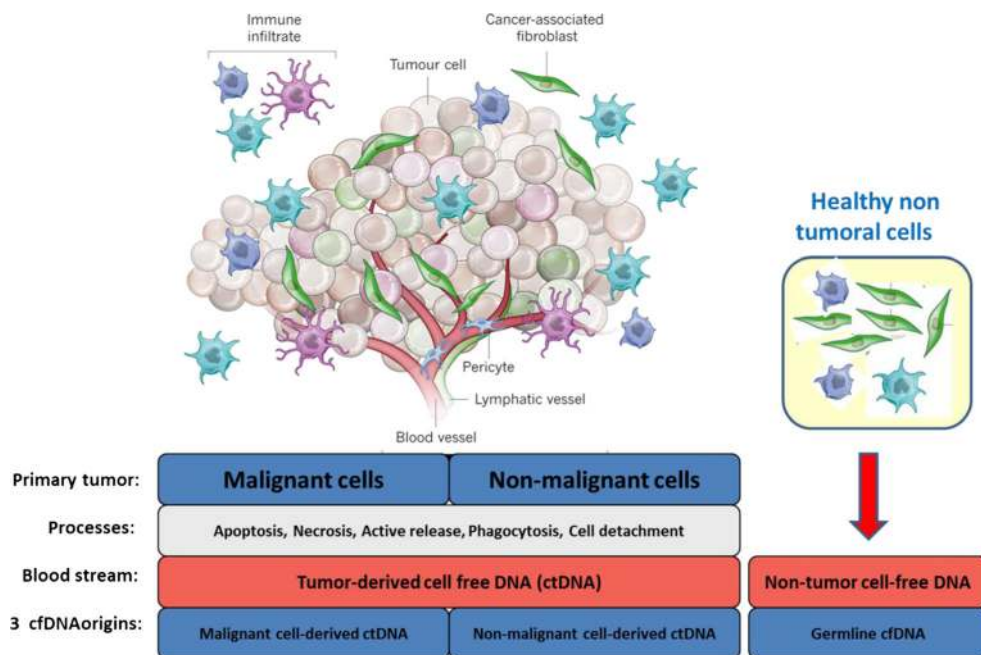 Immune
infiltrate
Cancer-associated
fibroblast
Tumour cell
Healthy non
tumoral cells
Pericyte
Lymphatic vessel
Blood vessel
Primary tumor:
Malignant cells
Non-malignant cells
Processes:
Apoptosis, Necrosis, Active release, Phagocytosis, Cell detachment
Blood stream:
Tumor-derived cell free DNA (ctDNA)
Non-tumor cell-free DNA
3 cfDNAorigins:
Malignant cell-derived ctDNA
Non-malignant cell-derived ctDNA
Germline cfDNA